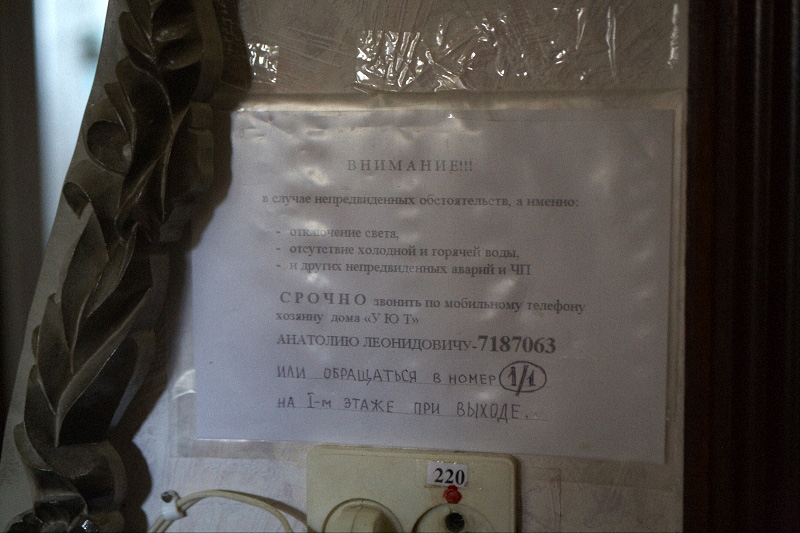 ВНИМАНИЕ!!!
в случае непредвиденных обстоятельств, а именно:
- отключение света,
- отсутствие холодной и горячей воды,
- и других непредвиденных аварий и ЧП
СРОЧНО звонить по мобильному телефону
хозяину дома «У Ю Т»
АНАТОЛИЮ ЛЕОНИДОВИЧУ-7187063
ИЛИ ОБРАЩАТЬСЯ В НОМЕР 1/1
НА I-М ЭТАЖЕ ПРИ ВЫХОДЕ...
220